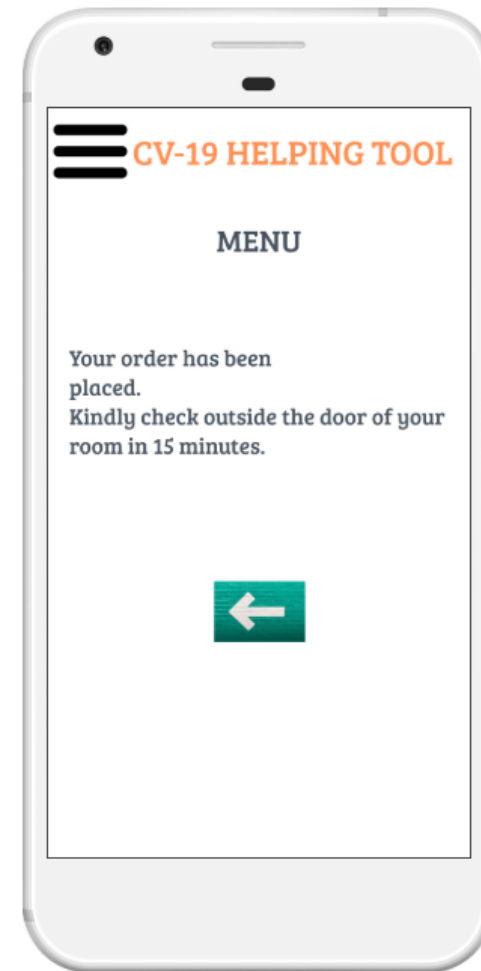 CV-19 HELPING TOOL
MENU
Your order has been
placed.
Kindly check outside the door of your
room in 15 minutes.